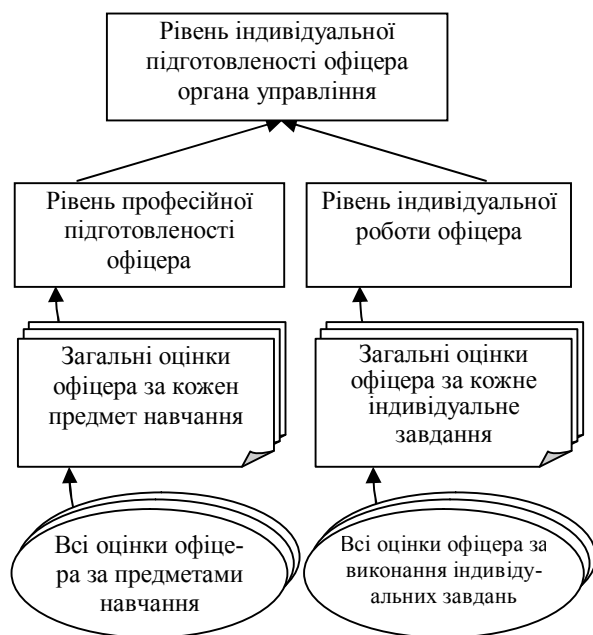 Рівень індивідуальної
підготовленості офіцера
органа управління
Рівень професійної
підготовленості
офіцера
Рівень індивідуальної
роботи офіцера
Загальні оцінки
офіцера за кожен
предмет навчання
Загальні оцінки
офіцера за кожне
індивідуальне
завдання
Всі оцінки офіце-
ра за предметами
навчання
Всі оцінки офіцера за
виконання індивіду-
альних завдань